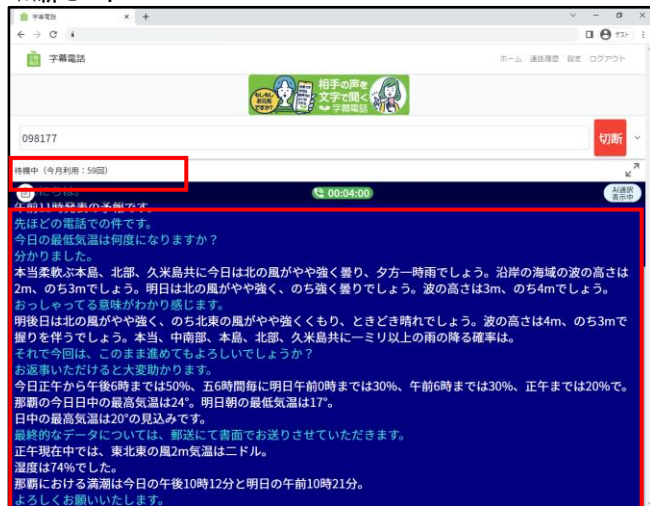 字幕電話
字幕電話
ホーム 通話履歴 設定 ログアウト
もしもし
相手の声を
文字で聞く
字幕電話
098177
切断
待機中（今月利用：59回）
00:04:00
AI通訳
表示中
にちは。
午前11時発表の予報です。
先ほどの電話での件です。
今日の最低気温は何度になりますか？
分かりました。
本当柔軟ぶ本島、北部、久米島共に今日は北の風がやや強く曇り、夕方一時雨でしょう。沿岸の海域の波の高さは
2m、のち3mでしょう。明日は北の風がやや強く、のち強く曇りでしょう。波の高さは3m、のち4mでしょう。
おっしゃってる意味がわかり感じます。
明後日は北の風がやや強く、のち北東の風がやや強くくもり、ときどき晴れでしょう。波の高さは4m、のち3mで
握りを伴うでしょう。本当、中南部、本島、北部、久米島共に一ミリ以上の雨の降る確率は。
それで今回は、このまま進めてもよろしいでしょうか？
お返事いただけると大変助かります。
今日正午から午後6時までは50%、五6時間毎に明日午前0時までは30%、午前6時までは30%、正午までは20%で。
那覇の今日日中の最高気温は24°。明日朝の最低気温は17°。
日中の最高気温は20°の見込みです。
最終的なデータについては、郵送にて書面でお送りさせていただきます。
正午現在中では、東北東の風2m気温は二ドル。
湿度は74%でした。
那覇における満潮は今日の午後10時12分と明日の午前10時21分。
よろしくお願いいたします。